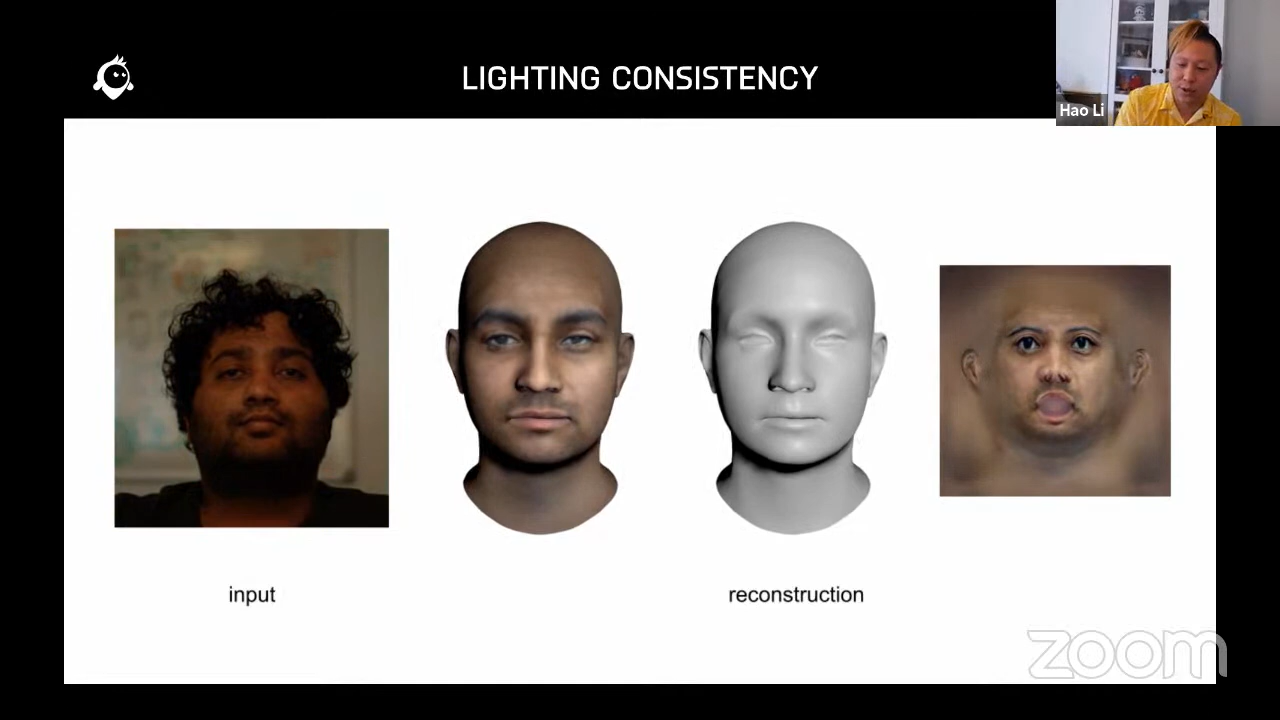 LIGHTING CONSISTENCY
Hao Li
input
reconstruction
zoom